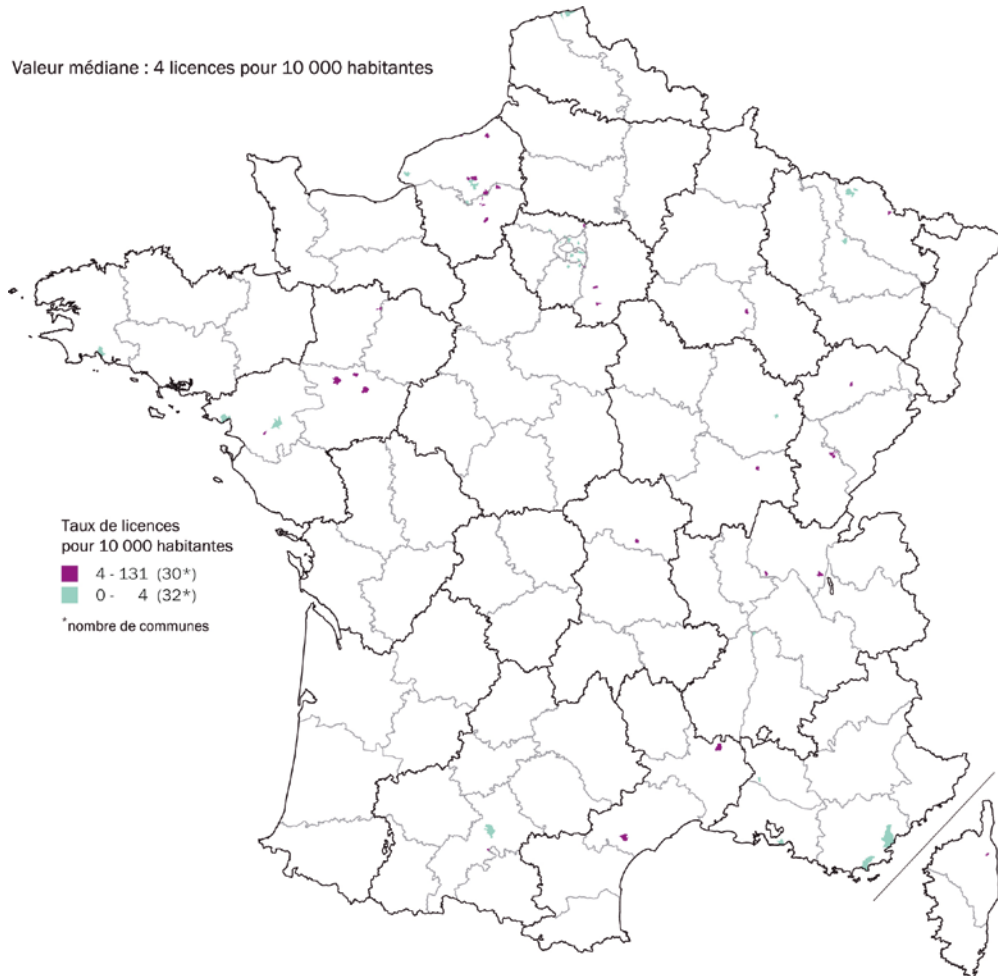 Valeur médiane : 4 licences pour 10 000 habitantes
Taux de licences
pour 10 000 habitantes
4 - 131 (30*)
0 - 4 (32*)
*nombre de communes